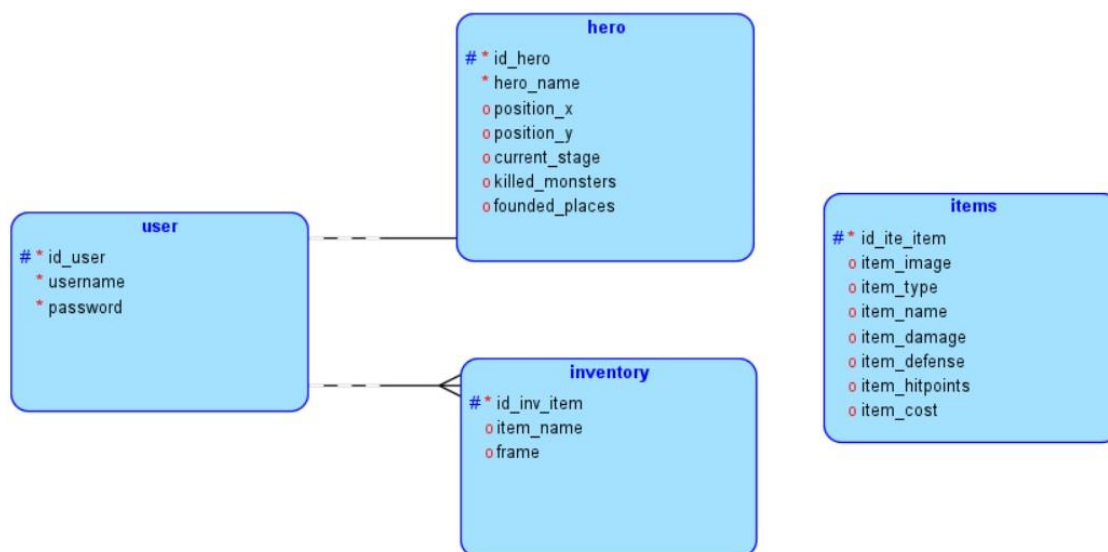 hero
# * id_hero
* hero_name
o position_x
o position_y
o current_stage
o killed_monsters
o founded_places
user
# * id_user
* username
* password
items
# * id_ite_item
o item_image
o item_type
o item_name
o item_damage
o item_defense
o item_hitpoints
o item_cost
inventory
# * id_inv_item
o item_name
o frame